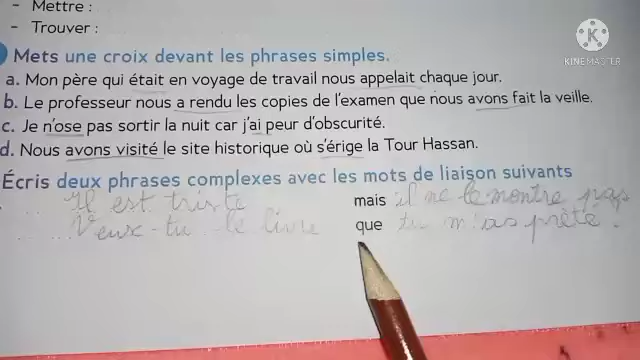 - Mettre :
- Trouver :
KINEMASTER
Mets une croix devant les phrases simples.
a. Mon père qui était en voyage de travail nous appelait chaque jour.
b. Le professeur nous a rendu les copies de l'examen que nous avons fait la veille.
c. Je n'ose pas sortir la nuit car j'ai peur d'obscurité.
d. Nous avons visité le site historique où s'érige la Tour Hassan.
Écris deux phrases complexes avec les mots de liaison suivants
Il est triste mais il ne le montre pas
Veux-tu le livre que tu m'as prêté.